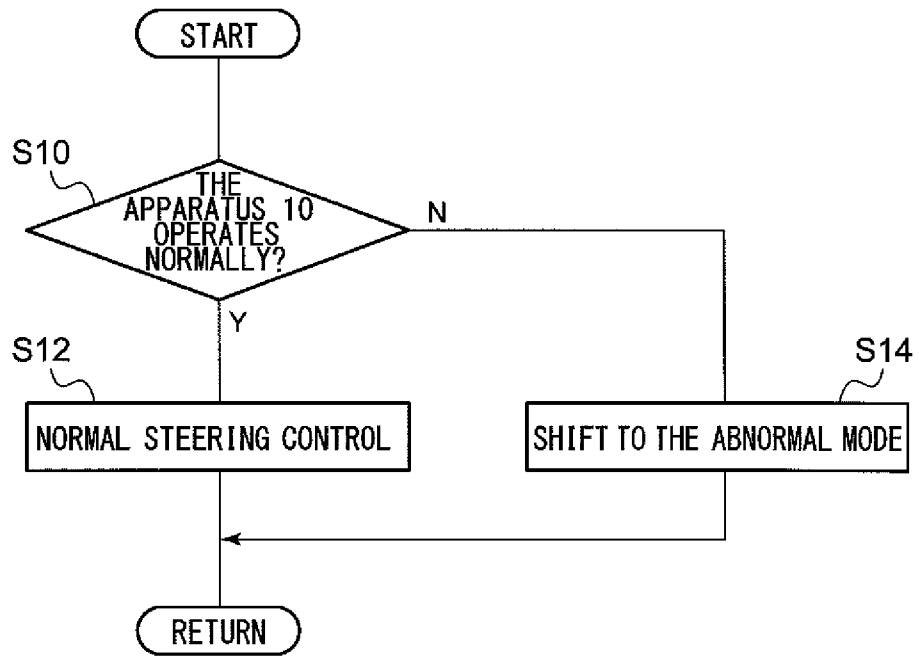 START
S10
THE
APPARATUS 10
OPERATES
NORMALLY?
N
Y
S12
S14
NORMAL STEERING CONTROL
SHIFT TO THE ABNORMAL MODE
RETURN